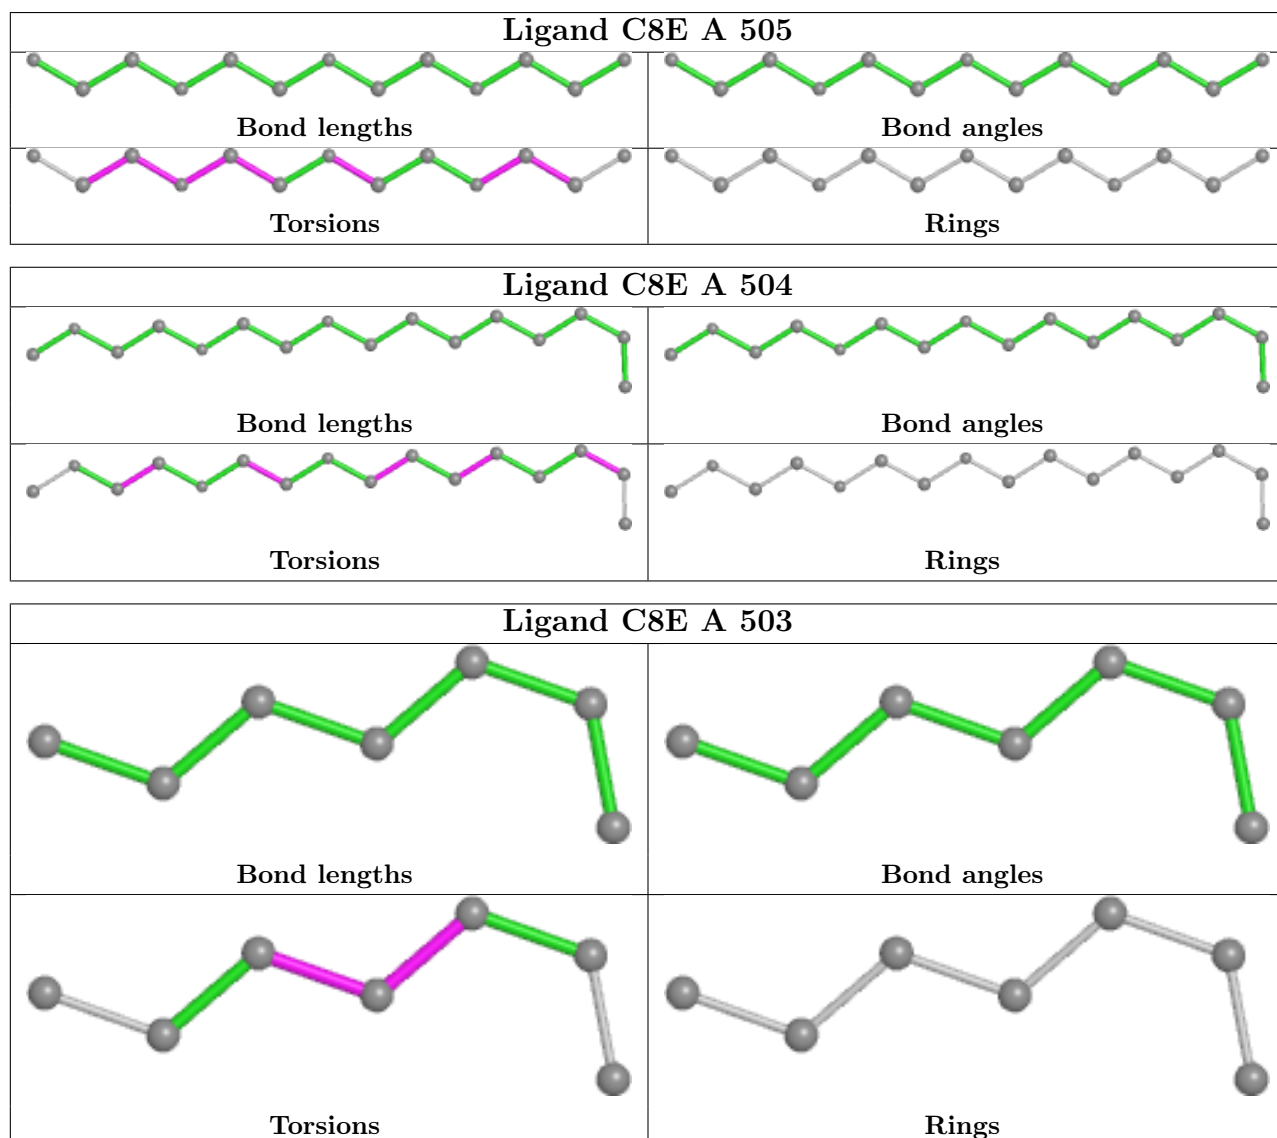 Ligand C8E A 505
Bond lengths
Bond angles
Torsions
Rings
Ligand C8E A 504
Bond lengths
Bond angles
Torsions
Rings
Ligand C8E A 503
Bond lengths
Bond angles
Torsions
Rings